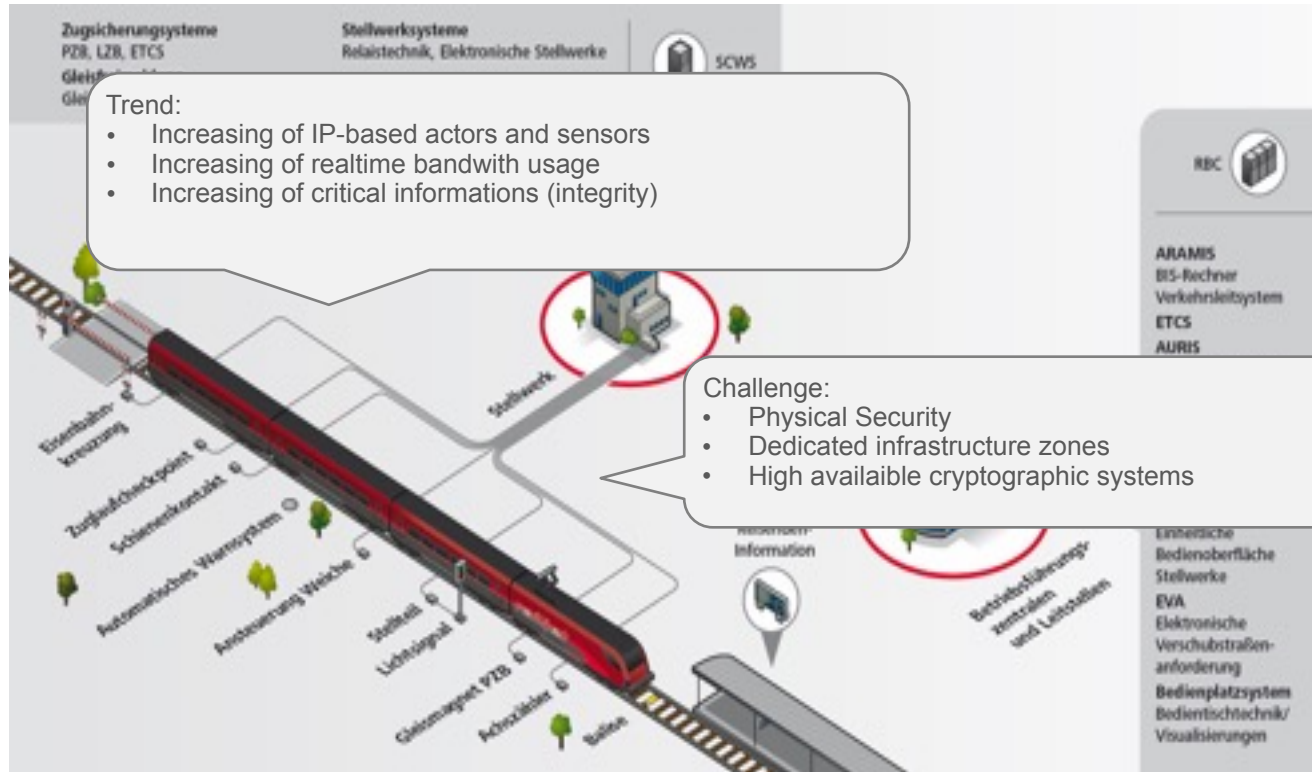 Zugsicherungsysteme
PZB, LZB, ETCS
Stellwerksysteme
Relaistechnik, Elektronische Stellwerke
SCWS
Trend:
• Increasing of IP-based actors and sensors
• Increasing of realtime bandwith usage
• Increasing of critical informations (integrity)
RBC
ARAMIS
BIS-Rechner
Verkehrsleitsystem
ETCS
AURIS
Stellwerk
Challenge:
• Physical Security
• Dedicated infrastructure zones
• High availaible cryptographic systems
Eisenbahn-
kreuzung
Zuglaufcheckpoint
Schienenkontakt
Automatisches Warnsystem
Ansteuerung Weiche
Stellteil
Lichtsignal
Gleismagnet PZB
Achszähler
Balise
Reisenden-
Information
Betriebsführungs-
zentralen
und Leitstellen
Einheitliche
Bedienoberfläche
Stellwerke
EVA
Elektronische
Verschubstraßen-
anforderung
Bedienplatzsystem
Bedientischtechnik/
Visualisierungen